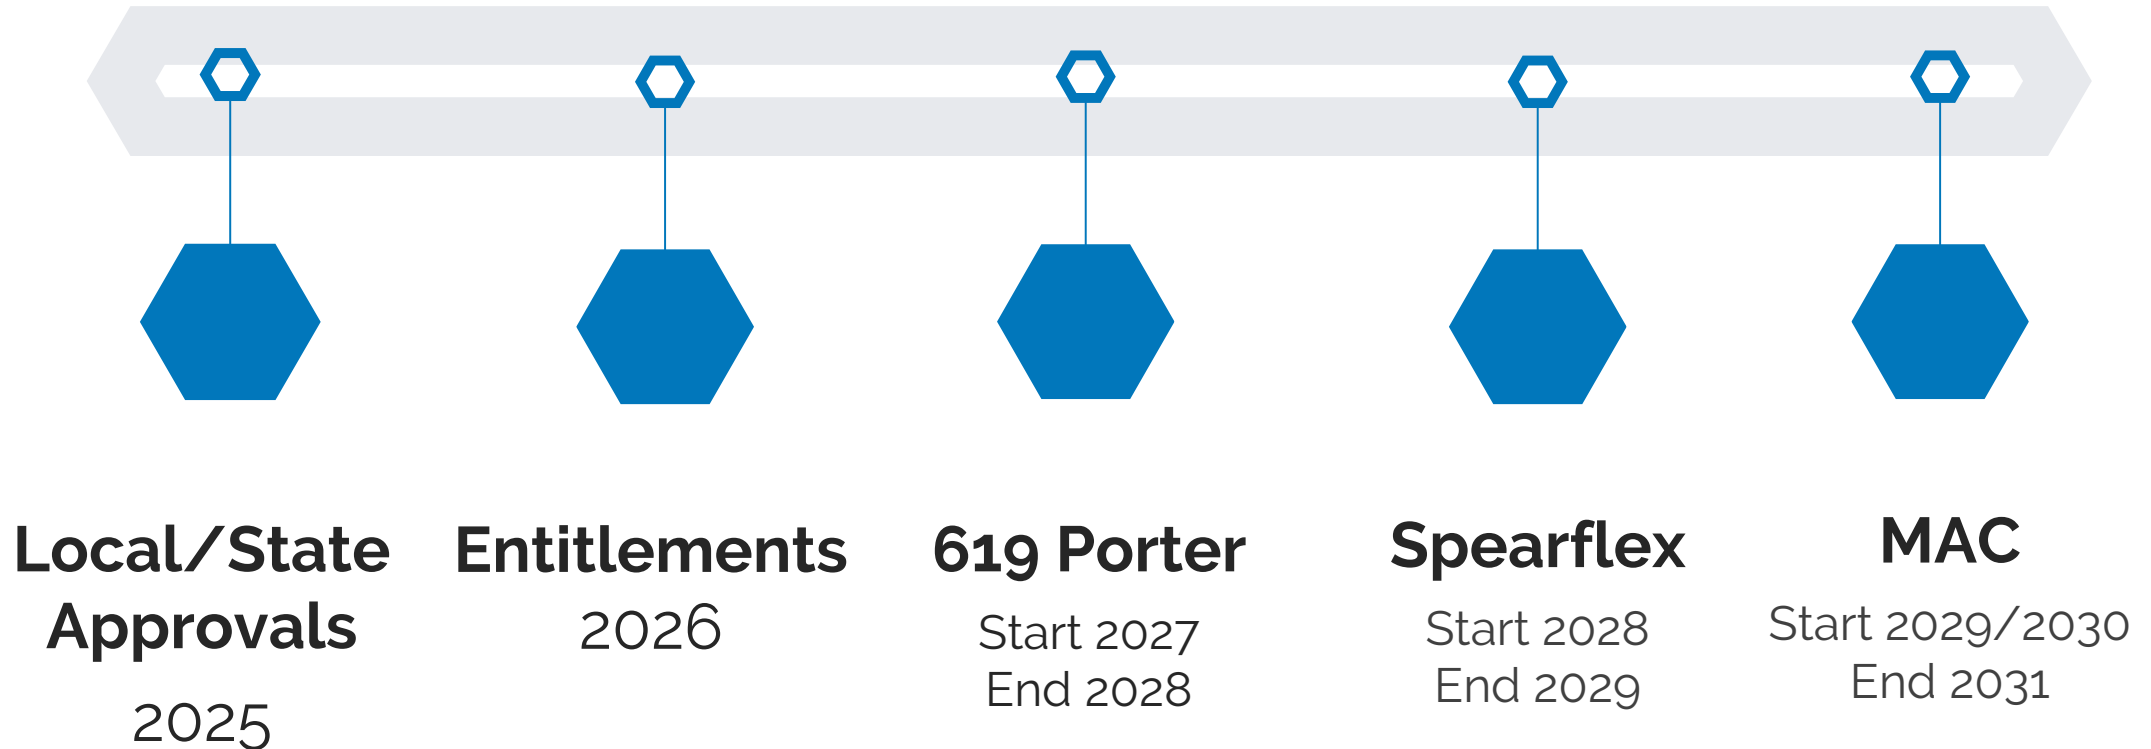 Local/State
Approvals
2025
Entitlements
2026
619 Porter
Start 2027
End 2028
Spearflex
Start 2028
End 2029
MAC
Start 2029/2030
End 2031